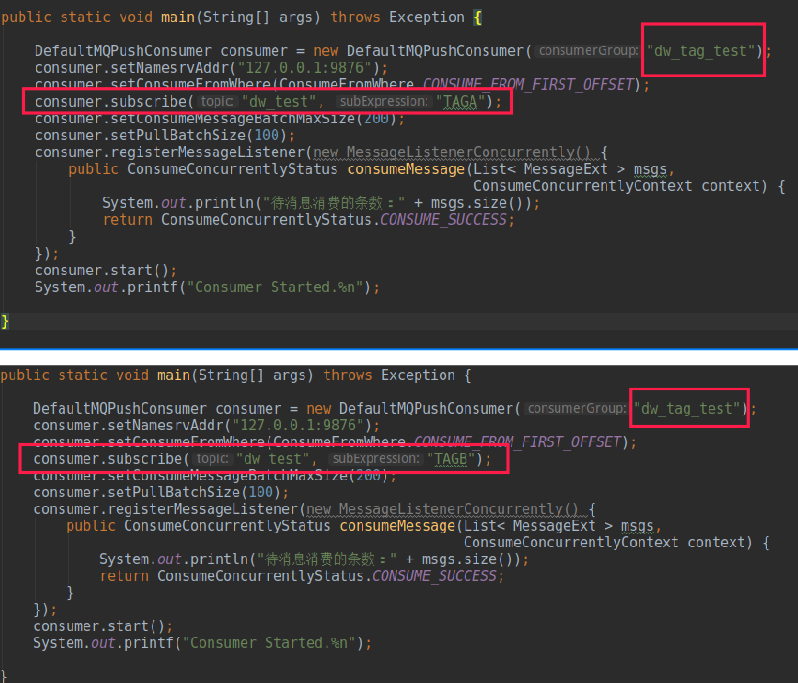 public static void main(String[] args) throws Exception {
DefaultMQPushConsumer consumer = new DefaultMQPushConsumer( consumerGroup: "dw_tag_test");
consumer.setNamesrvAddr("127.0.0.1:9876");
consumer.setConsumeFromWhere(ConsumeFromWhere.CONSUME_FROM_FIRST_OFFSET);
consumer.subscribe( topic: "dw_test", subExpression: "TAGA");
consumer.setConsumeMessageBatchMaxSize(200);
consumer.setPullBatchSize(100);
consumer.registerMessageListener(new MessageListenerConcurrently() {
public ConsumeConcurrentlyStatus consumeMessage(List< MessageExt > msgs,
ConsumeConcurrentlyContext context) {
System.out.println("待消息消费的条数：" + msgs.size());
return ConsumeConcurrentlyStatus.CONSUME_SUCCESS;
}
});
consumer.start();
System.out.printf("Consumer Started.%n");
}
public static void main(String[] args) throws Exception {
DefaultMQPushConsumer consumer = new DefaultMQPushConsumer( consumerGroup: "dw_tag_test");
consumer.setNamesrvAddr("127.0.0.1:9876");
consumer.setConsumeFromWhere(ConsumeFromWhere.CONSUME_FROM_FIRST_OFFSET);
consumer.subscribe( topic: "dw_test", subExpression: "TAGB");
consumer.setConsumeMessageBatchMaxSize(200);
consumer.setPullBatchSize(100);
consumer.registerMessageListener(new MessageListenerConcurrently() {
public ConsumeConcurrentlyStatus consumeMessage(List< MessageExt > msgs,
ConsumeConcurrentlyContext context) {
System.out.println("待消息消费的条数：" + msgs.size());
return ConsumeConcurrentlyStatus.CONSUME_SUCCESS;
}
});
consumer.start();
System.out.printf("Consumer Started.%n");
}